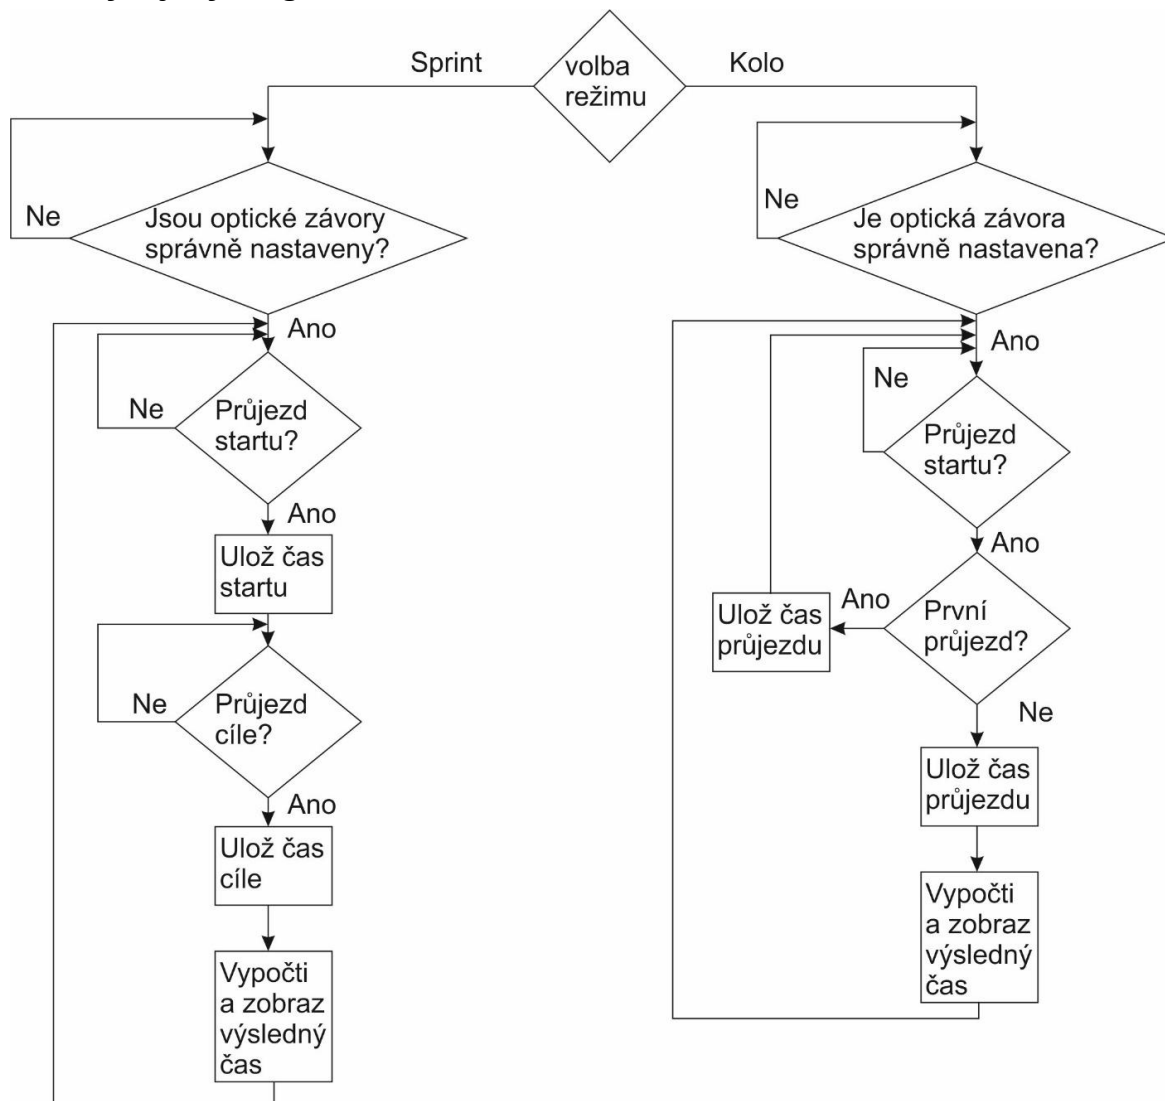 Sprint
volba
režimu
Kolo
Ne
Jsou optické závory
správně nastaveny?
Ano
Ne
Průjezd
startu?
Ano
Ulož čas
startu
Ne
Průjezd
cíle?
Ano
Ulož čas
cíle
Vypočti
a zobraz
výsledný
čas
Ne
Je optická závora
správně nastavena?
Ano
Ne
Průjezd
startu?
Ano
První
průjezd?
Ano
Ulož čas
průjezdu
Ne
Ulož čas
průjezdu
Vypočti
a zobraz
výsledný
čas